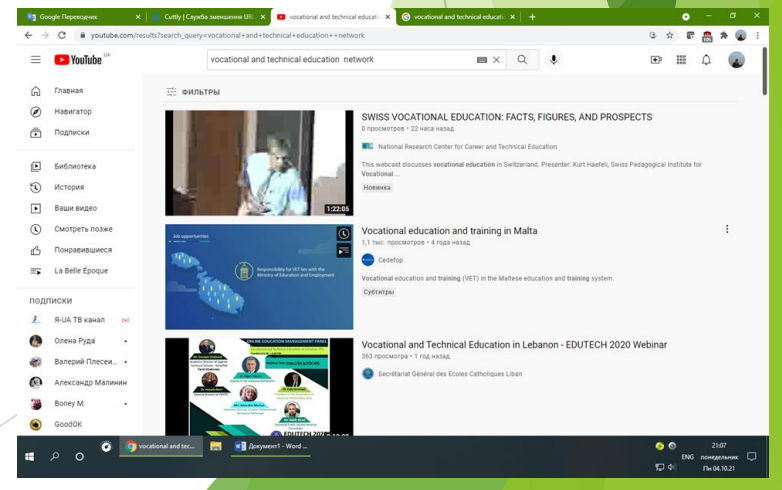 Google Переводчик
Cuttly | Служба зменшення URL
vocational and technical educati
vocational and technical educatio
youtube.com/results?search_query=vocational+and+technical+education++network
YouTube UA
vocational and technical education network
Главная
Навигатор
Подписки
Библиотека
История
Ваши видео
Смотреть позже
Понравившиеся
La Belle Époque
ПОДПИСКИ
Я-UA ТВ канал
Олена Руда
Валерий Плесеи...
Александр Малинин
Boney M.
GoodOK
ФИЛЬТРЫ
1:22:05
SWISS VOCATIONAL EDUCATION: FACTS, FIGURES, AND PROSPECTS
0 просмотров • 22 часа назад
National Research Center for Career and Technical Education
This webcast discusses vocational education in Switzerland. Presenter: Kurt Haefeli, Swiss Pedagogical Institute for
Vocational ...
Новинка
Job opportunities
Responsibility for VET lies with the
Ministry of Education and Employment
Vocational education and training in Malta
1,1 тыс. просмотров • 4 года назад
Cedefop
Vocational education and training (VET) in the Maltese education and training system.
Субтитры
ONLINE EDUCATION MANAGEMENT PANEL
EDUTECH 2020
Vocational and Technical Education in Lebanon - EDUTECH 2020 Webinar
363 просмотра • 1 год назад
Secrétariat Général des Ecoles Catholiques Liban
vocational and tec...
Документ1 - Word ...
ENG
21:07
понедельник
Пн 04.10.21